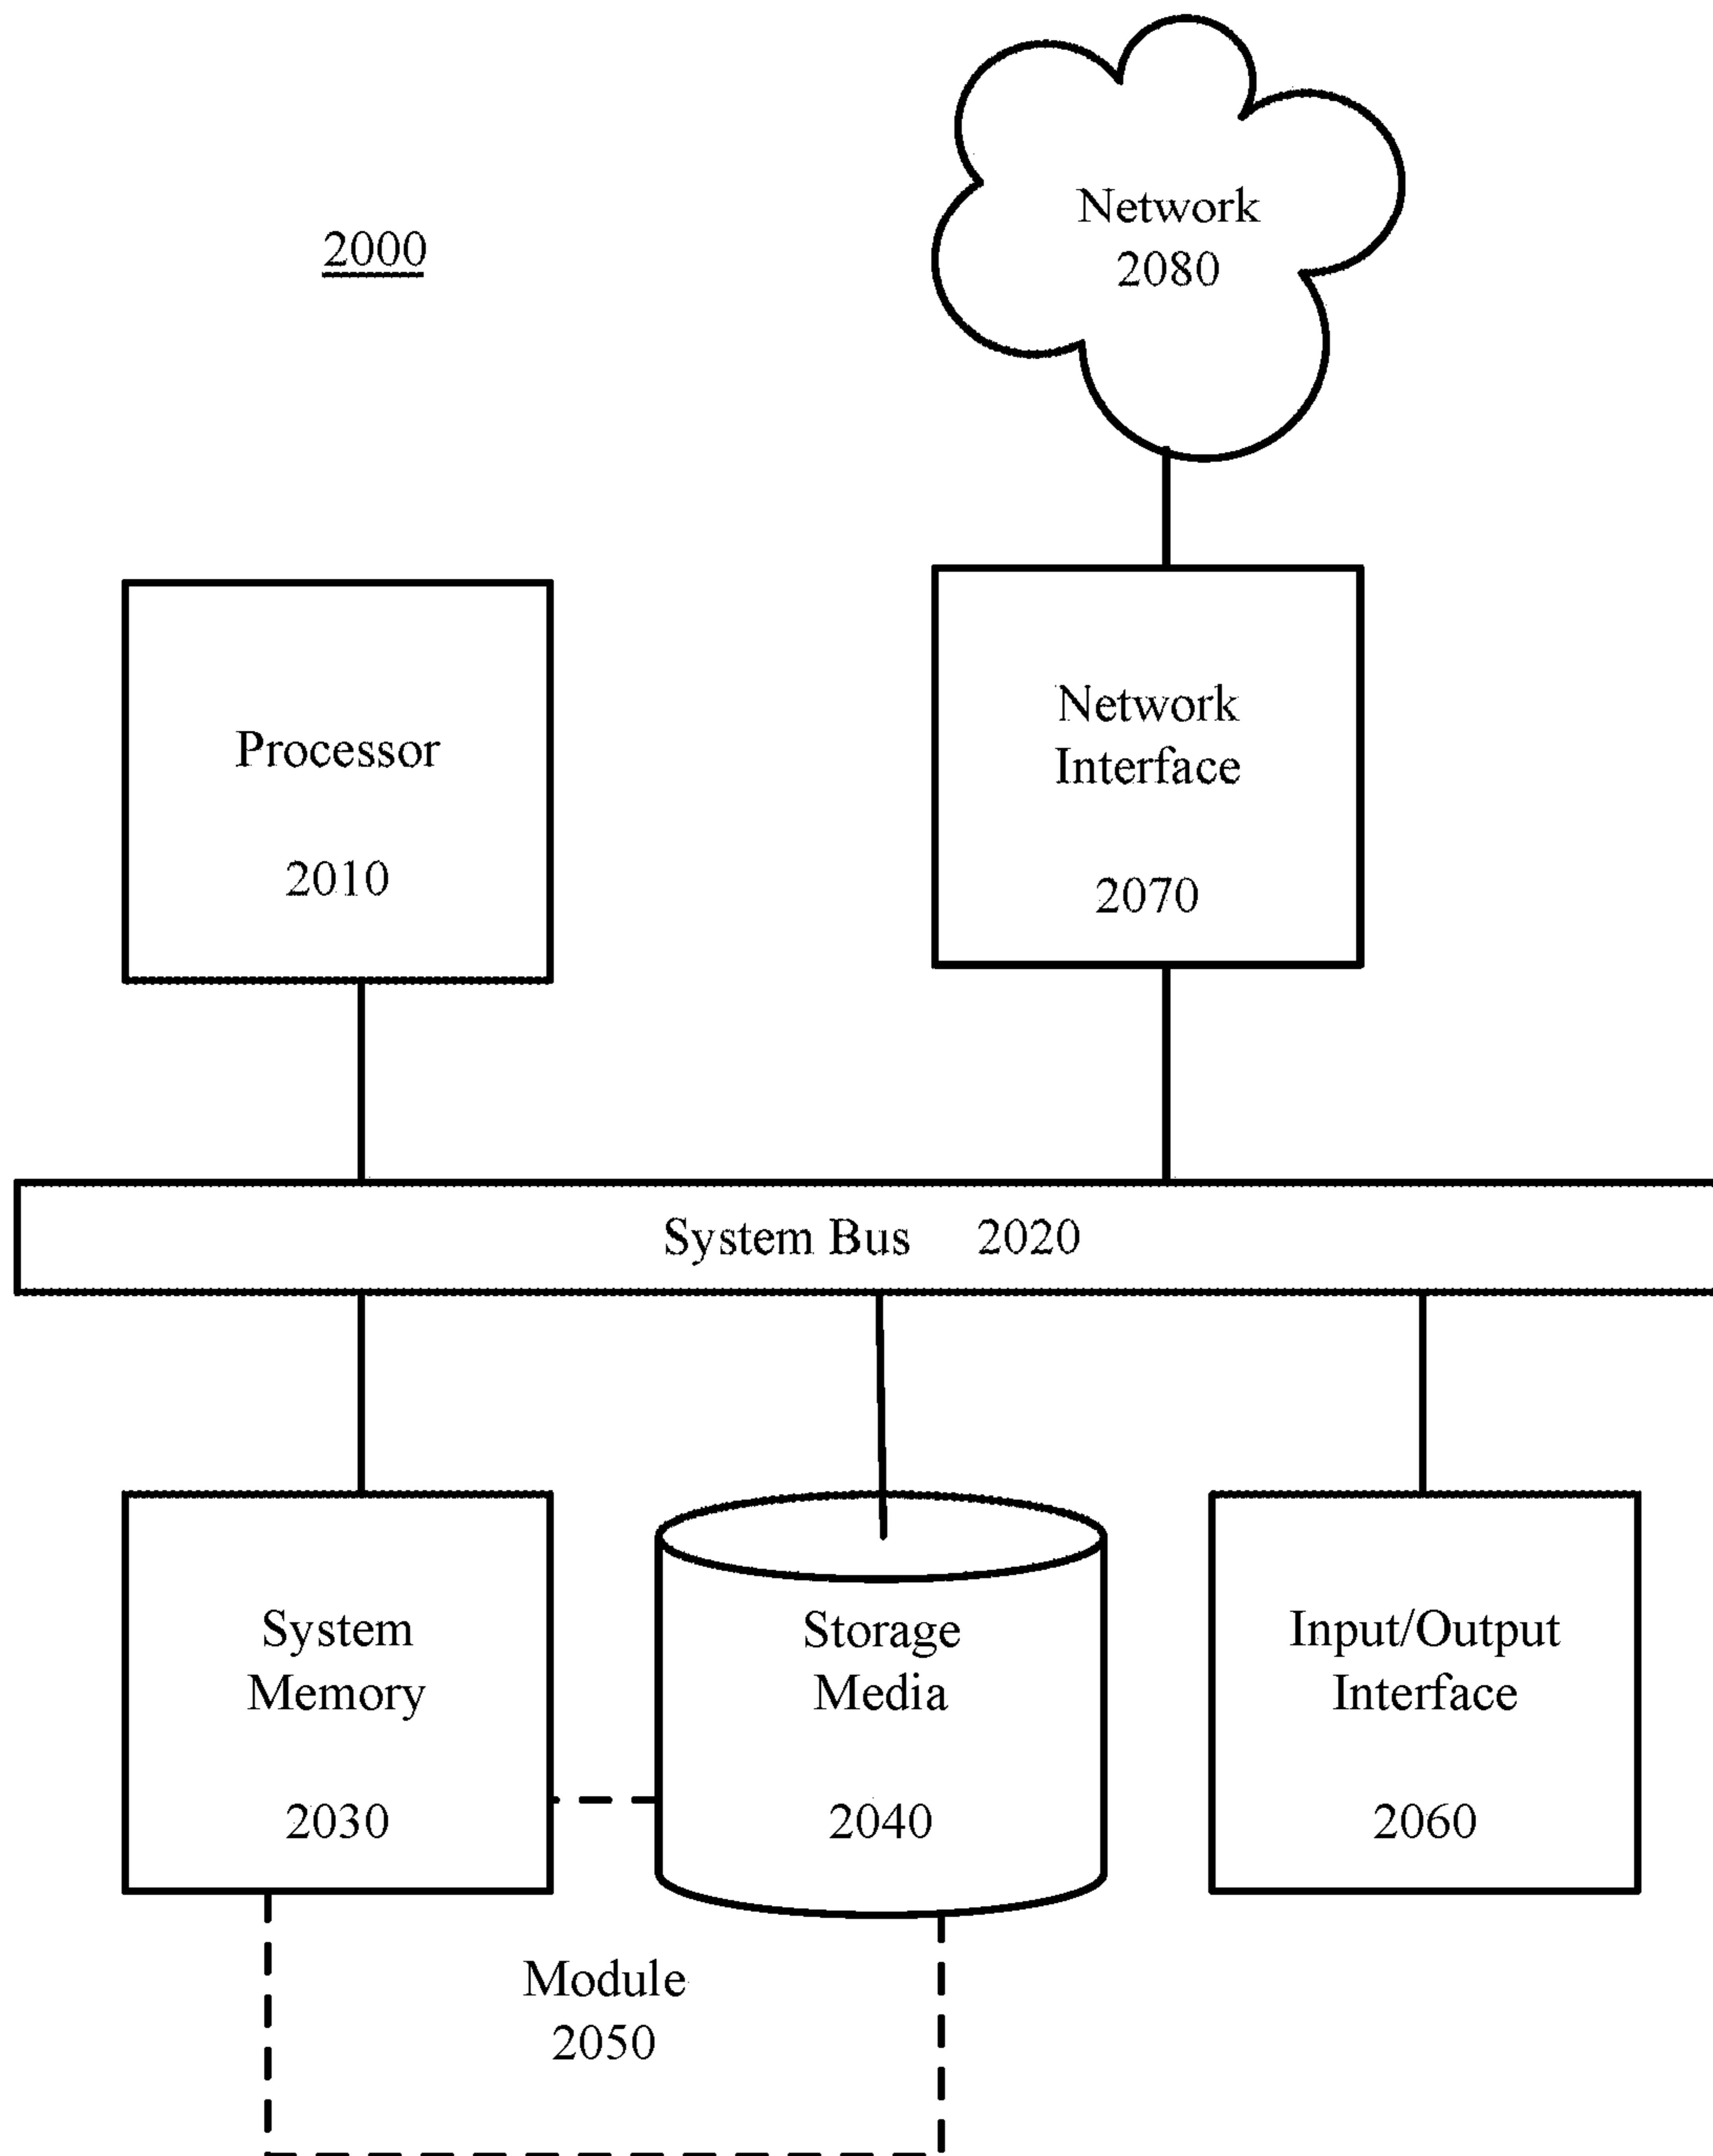 Network
2080
2000
Processor
2010
Network
Interface
2070
System Bus 2020
System
Memory
2030
Storage
Media
2040
Input/Output
Interface
2060
Module
2050